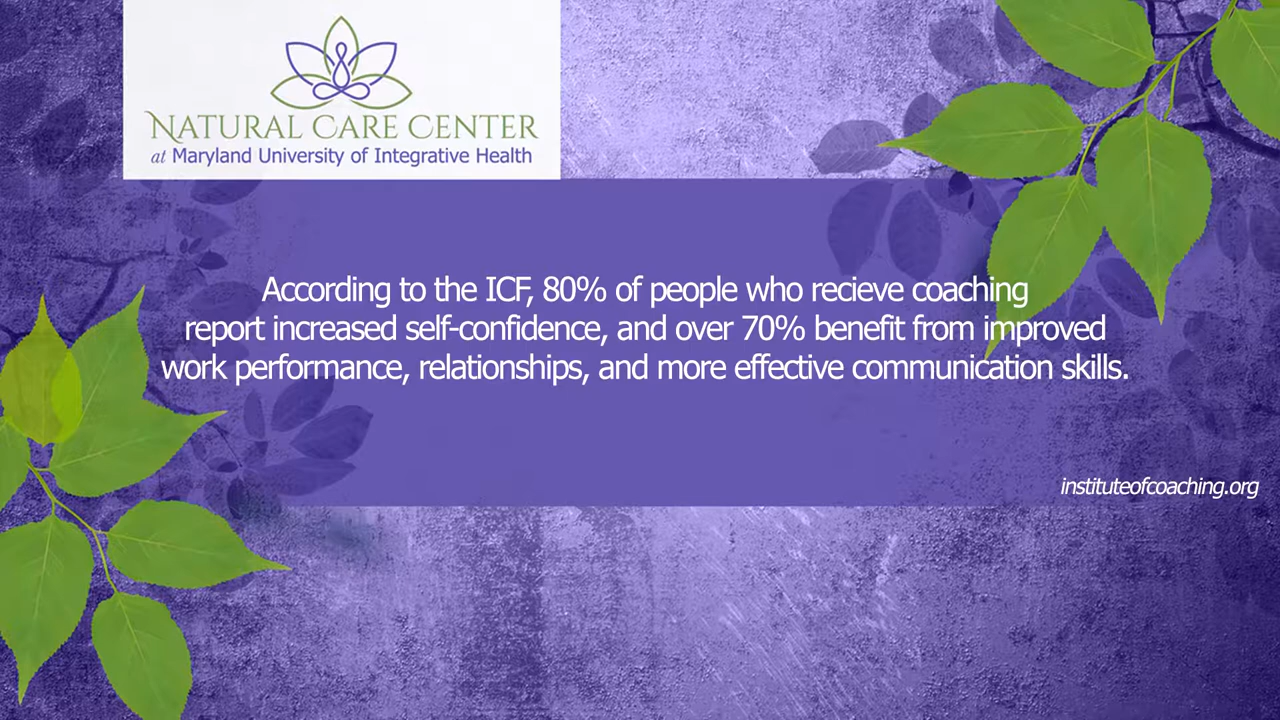 NATURAL CARE CENTER
at Maryland University of Integrative Health
According to the ICF, 80% of people who recieve coaching
report increased self-confidence, and over 70% benefit from improved
work performance, relationships, and more effective communication skills.
instituteofcoaching.org